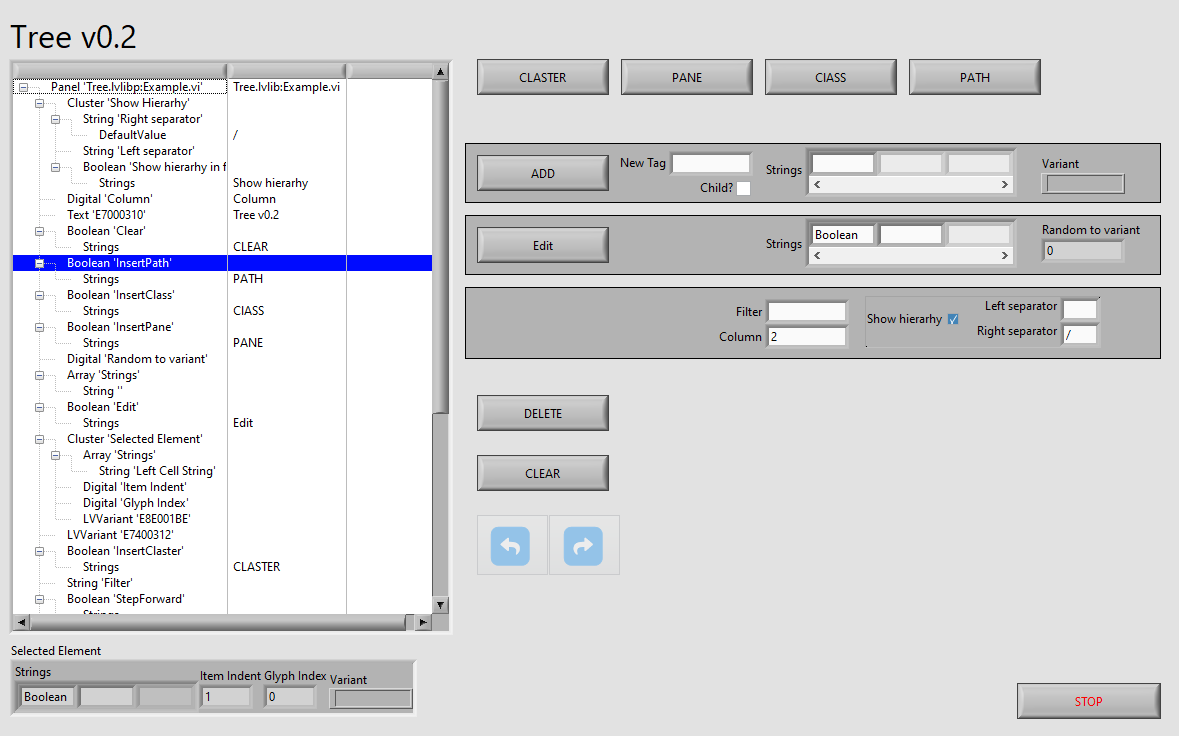 Tree v0.2
Panel 'Tree.lvlibp:Example.vi' Tree.lvlib:Example.vi
Cluster 'Show Hierarhy'
String 'Right separator'
DefaultValue /
String 'Left separator'
Boolean 'Show hierarhy in f
Strings Show hierarhy
Digital 'Column' Column
Text 'E7000310' Tree v0.2
Boolean 'Clear'
Strings CLEAR
Boolean 'InsertPath'
Strings PATH
Boolean 'InsertClass'
Strings ClASS
Boolean 'InsertPane'
Strings PANE
Digital 'Random to variant'
Array 'Strings'
String ''
Boolean 'Edit'
Strings Edit
Cluster 'Selected Element'
Array 'Strings'
String 'Left Cell String'
Digital 'Item Indent'
Digital 'Glyph Index'
LVVariant 'E8E001BE'
LVVariant 'E7400312'
Boolean 'InsertClaster'
Strings CLASTER
String 'Filter'
Boolean 'StepForward'
Strings
Selected Element
Strings Item Indent Glyph Index Variant
Boolean 1 0
CLASTER PANE ClASS PATH
ADD New Tag Strings Variant
Child?
Edit Strings Boolean Random to variant
0
Filter Show hierarhy Left separator
Column 2 Right separator /
DELETE
CLEAR
STOP